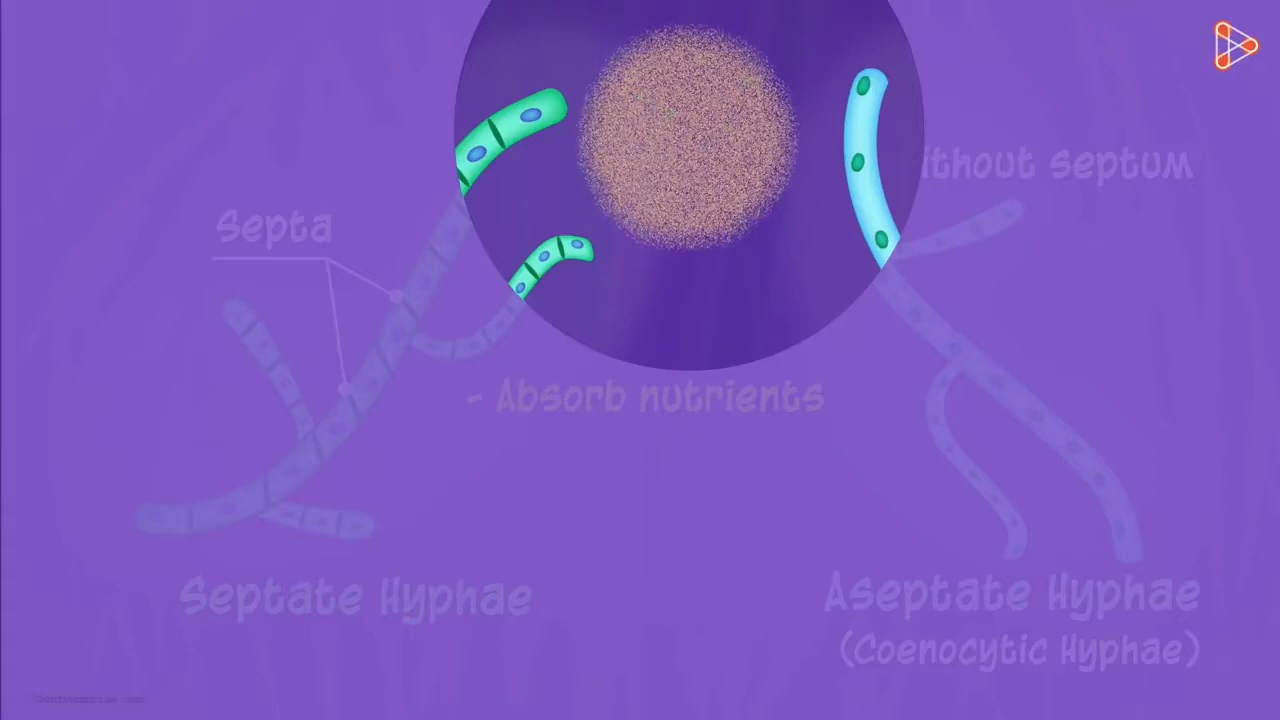 ithout septum
Septa
- Absorb nutrients
Septate Hyphae
Aseptate Hyphae
(Coenocytic Hyphae)